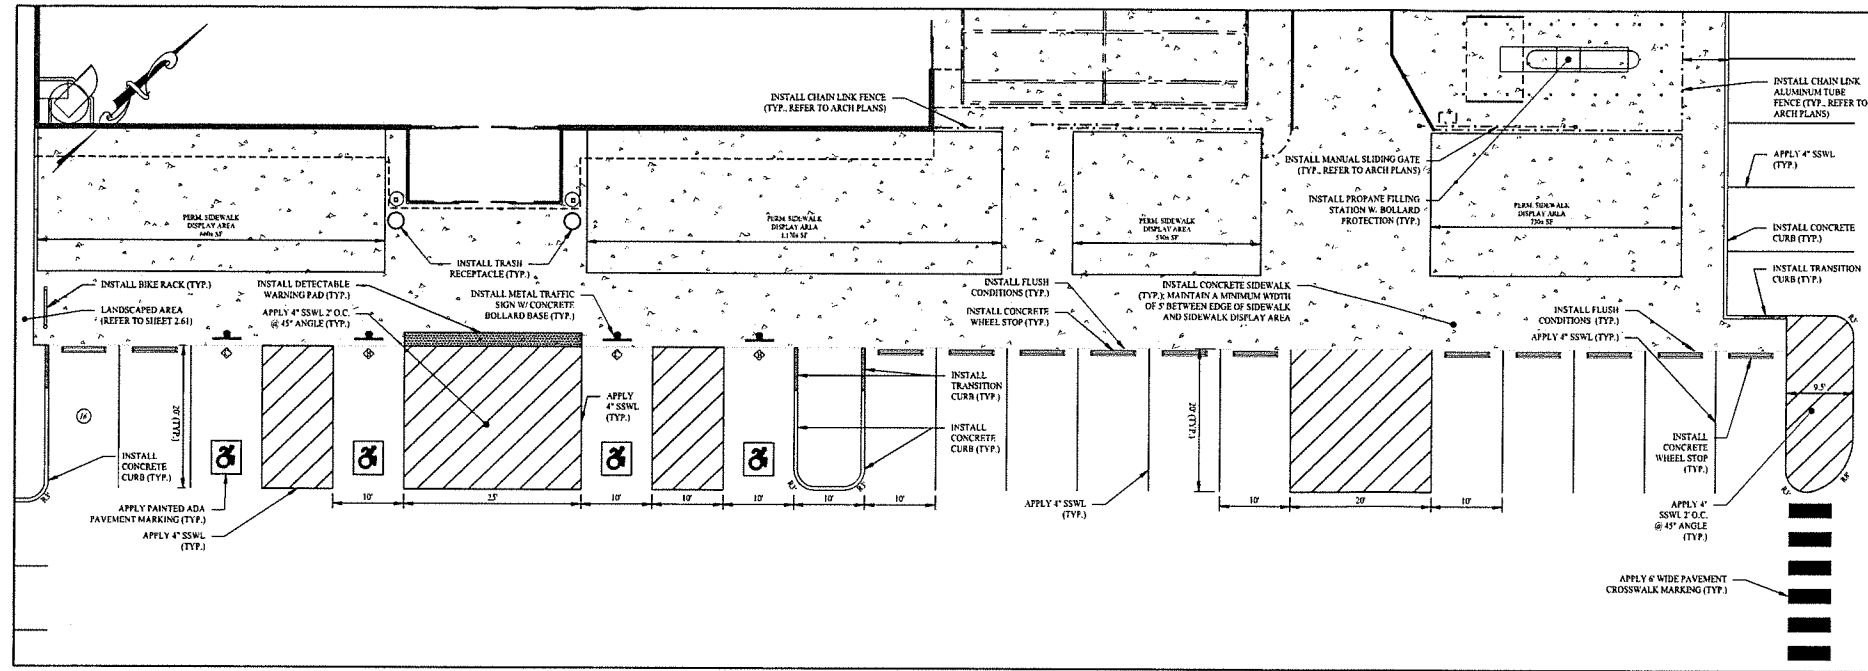 INSTALL CHAIN LINK FENCE
(TYP., REFER TO ARCH PLANS)
INSTALL CHAIN LINK
ALUMINUM TUBE
FENCE (TYP., REFER TO
ARCH PLANS)
7'
INSTALL MANUAL SLIDING GATE
(TYP., REFER TO ARCH PLANS)
APPLY 4" SSWL
(TYP.)
INSTALL PROPANE FILLING
STATION W. BOLLARD
PROTECTION (TYP.)
PERM. SIDEWALK
DISPLAY AREA
PERM. SIDEWALK
DISPLAY AREA
PERM. SIDEWALK
DISPLAY AREA
PERM. SIDEWALK
DISPLAY AREA
INSTALL CONCRETE
CURB (TYP.)
INSTALL TRASH
RECEPTACLE (TYP.)
INSTALL TRANSITION
CURB (TYP.)
INSTALL BIKE RACK (TYP.)
INSTALL DETECTABLE
WARNING PAD (TYP.)
INSTALL METAL TRAFFIC
SIGN W/ CONCRETE
BOLLARD BASE (TYP.)
INSTALL FLUSH
CONDITIONS (TYP.)
INSTALL CONCRETE SIDEWALK
(TYP.); MAINTAIN A MINIMUM WIDTH
OF 5' BETWEEN EDGE OF SIDEWALK
AND SIDEWALK DISPLAY AREA
LANDSCAPED AREA
(REFER TO SHEET 2.61)
APPLY 4" SSWL 2' O.C.
@ 45° ANGLE (TYP.)
INSTALL CONCRETE
WHEEL STOP (TYP.)
INSTALL FLUSH
CONDITIONS (TYP.)
APPLY 4" SSWL (TYP.)
C
B
C
B
INSTALL
TRANSITION
CURB (TYP.)
APPLY
4" SSWL
(TYP.)
INSTALL
CONCRETE
CURB (TYP.)
16
20' (TYP.)
20' (TYP.)
9.5'
INSTALL
CONCRETE
CURB (TYP.)
INSTALL
CONCRETE
WHEEL STOP
(TYP.)
10'
25'
10'
10'
10'
10'
10'
10'
20'
10'
APPLY PAINTED ADA
PAVEMENT MARKING (TYP.)
APPLY 4" SSWL
(TYP.)
APPLY 4" SSWL
(TYP.)
APPLY 4"
SSWL 2' O.C.
@ 45° ANGLE
(TYP.)
APPLY 6' WIDE PAVEMENT
CROSSWALK MARKING (TYP.)